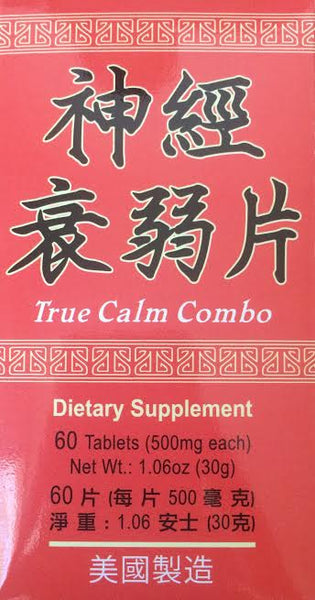 神經
衰弱片
True Calm Combo
Dietary Supplement
60 Tablets (500mg each)
Net Wt.: 1.06oz (30g)
60 片 (每 片 500 毫 克)
淨 重：1.06 安士 (30克)
美國製造